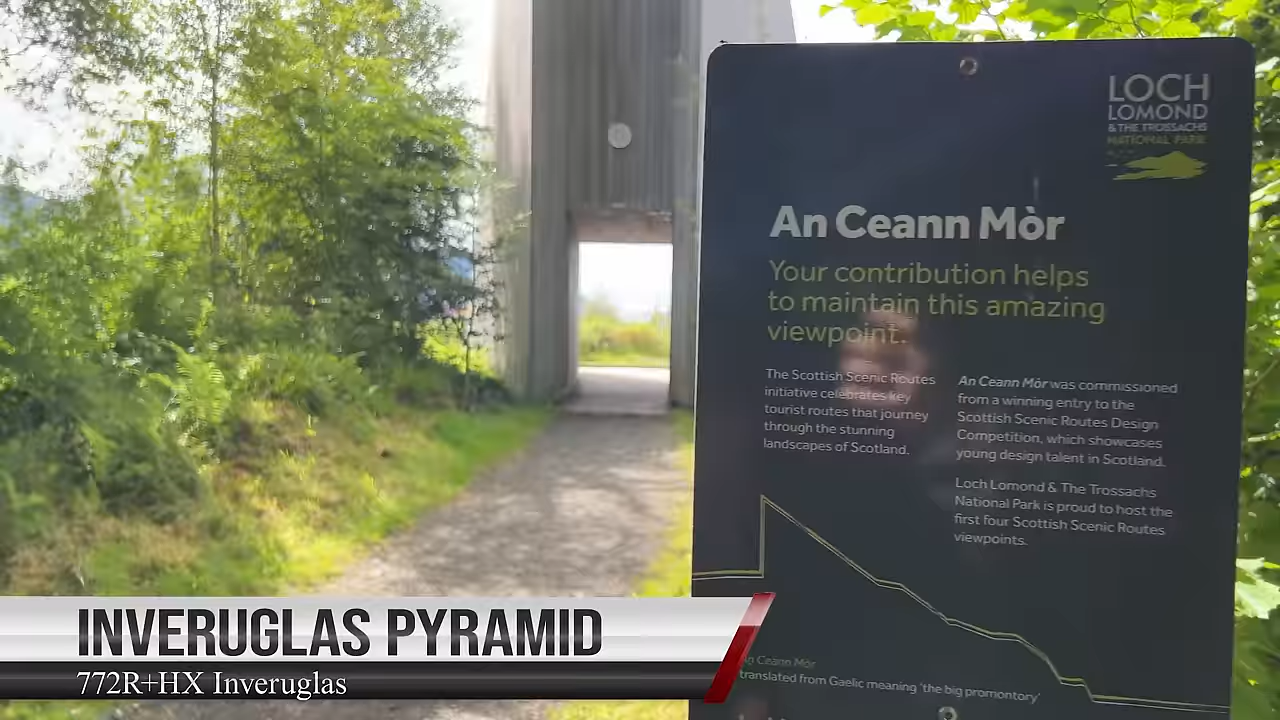 LOCH
LOMOND
& THE TROSSACHS
NATIONAL PARK
An Ceann Mòr
Your contribution helps
to maintain this amazing
viewpoint.
The Scottish Scenic Routes
initiative celebrates key
tourist routes that journey
through the stunning
landscapes of Scotland.
An Ceann Mòr was commissioned
from a winning entry to the
Scottish Scenic Routes Design
Competition, which showcases
young design talent in Scotland.
Loch Lomond & The Trossachs
National Park is proud to host the
first four Scottish Scenic Routes
viewpoints.
An Ceann Mòr
translated from Gaelic meaning 'the big promontory'
INVERUGLAS PYRAMID
772R+HX Inveruglas